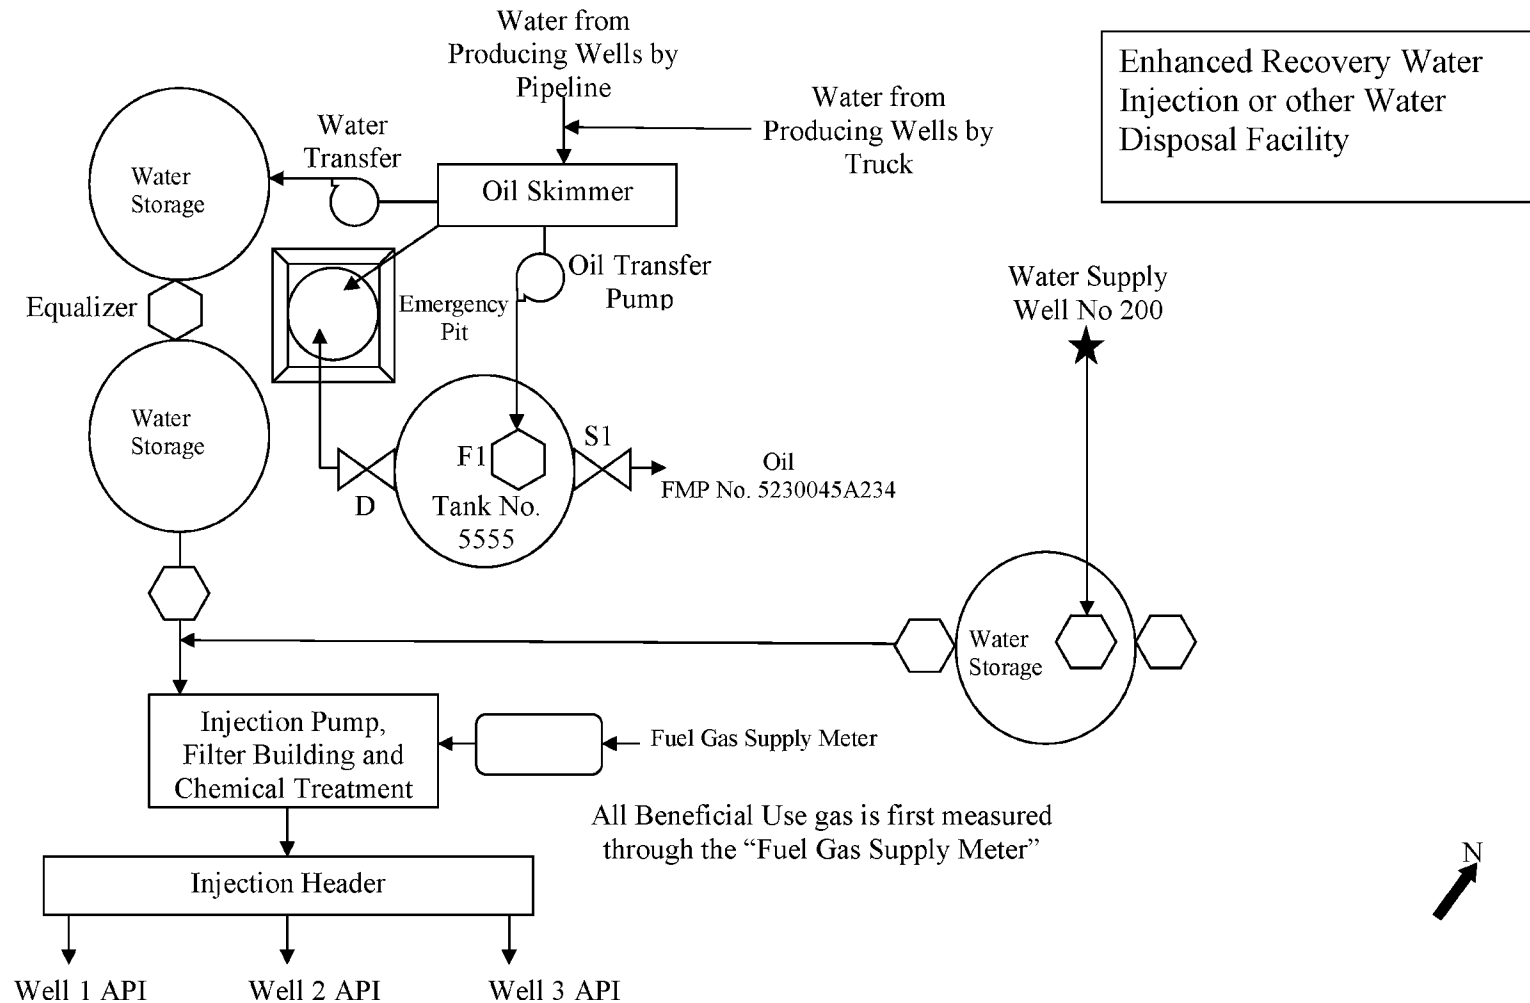 Water from
Producing Wells by
Pipeline
Water from
Producing Wells by
Truck
Enhanced Recovery Water
Injection or other Water
Disposal Facility
Water
Transfer
Water
Storage
Oil Skimmer
Oil Transfer
Pump
Emergency
Pit
Equalizer
Water Supply
Well No 200
Water
Storage
F1
S1
D
Tank No.
5555
Oil
FMP No. 5230045A234
Water
Storage
Injection Pump,
Filter Building and
Chemical Treatment
Fuel Gas Supply Meter
All Beneficial Use gas is first measured
through the “Fuel Gas Supply Meter”
N
Injection Header
Well 1 API
Well 2 API
Well 3 API